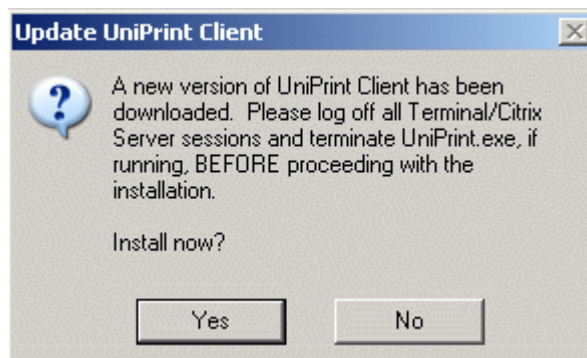 Update UniPrint Client
A new version of UniPrint Client has been
downloaded.  Please log off all Terminal/Citrix
Server sessions and terminate UniPrint.exe, if
running, BEFORE proceeding with the
installation.
Install now?
Yes
No